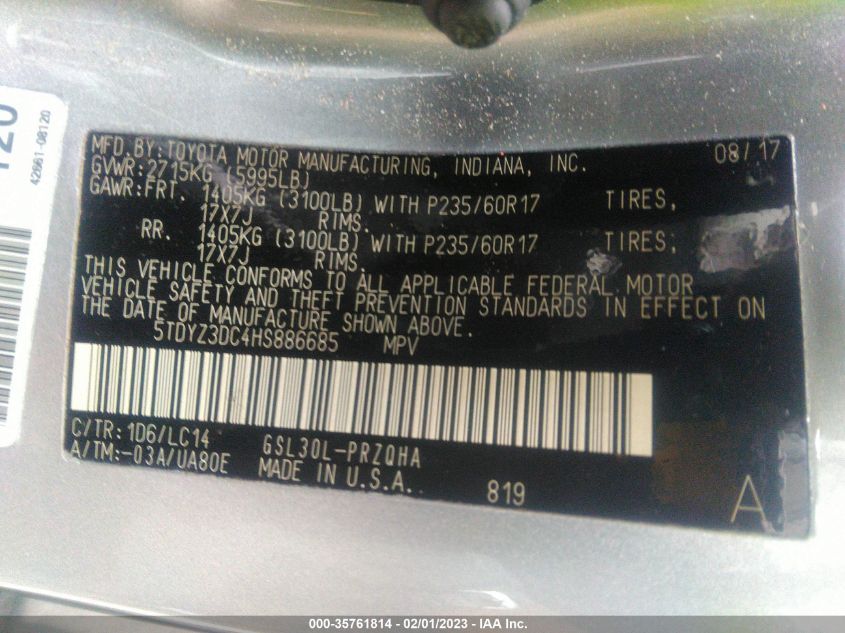 120
42661-08120
MFD.BY:TOYOTA MOTOR MANUFACTURING, INDIANA, INC. 08/17
GVWR:2715KG (5995LB)
GAWR:FRT. 1405KG (3100LB) WITH P235/60R17 TIRES,
17X7J RIMS.
RR. 1405KG (3100LB) WITH P235/60R17 TIRES,
17X7J RIMS.
THIS VEHICLE CONFORMS TO ALL APPLICABLE FEDERAL MOTOR
VEHICLE SAFETY AND THEFT PREVENTION STANDARDS IN EFFECT ON
THE DATE OF MANUFACTURE SHOWN ABOVE.
5TDYZ3DC4HS886685 MPV
C/TR: 1D6/LC14 GSL30L-PRZQHA
A/TM:-03A/UA80E MADE IN U.S.A.
819 A
000-35761814 - 02/01/2023 - IAA Inc.